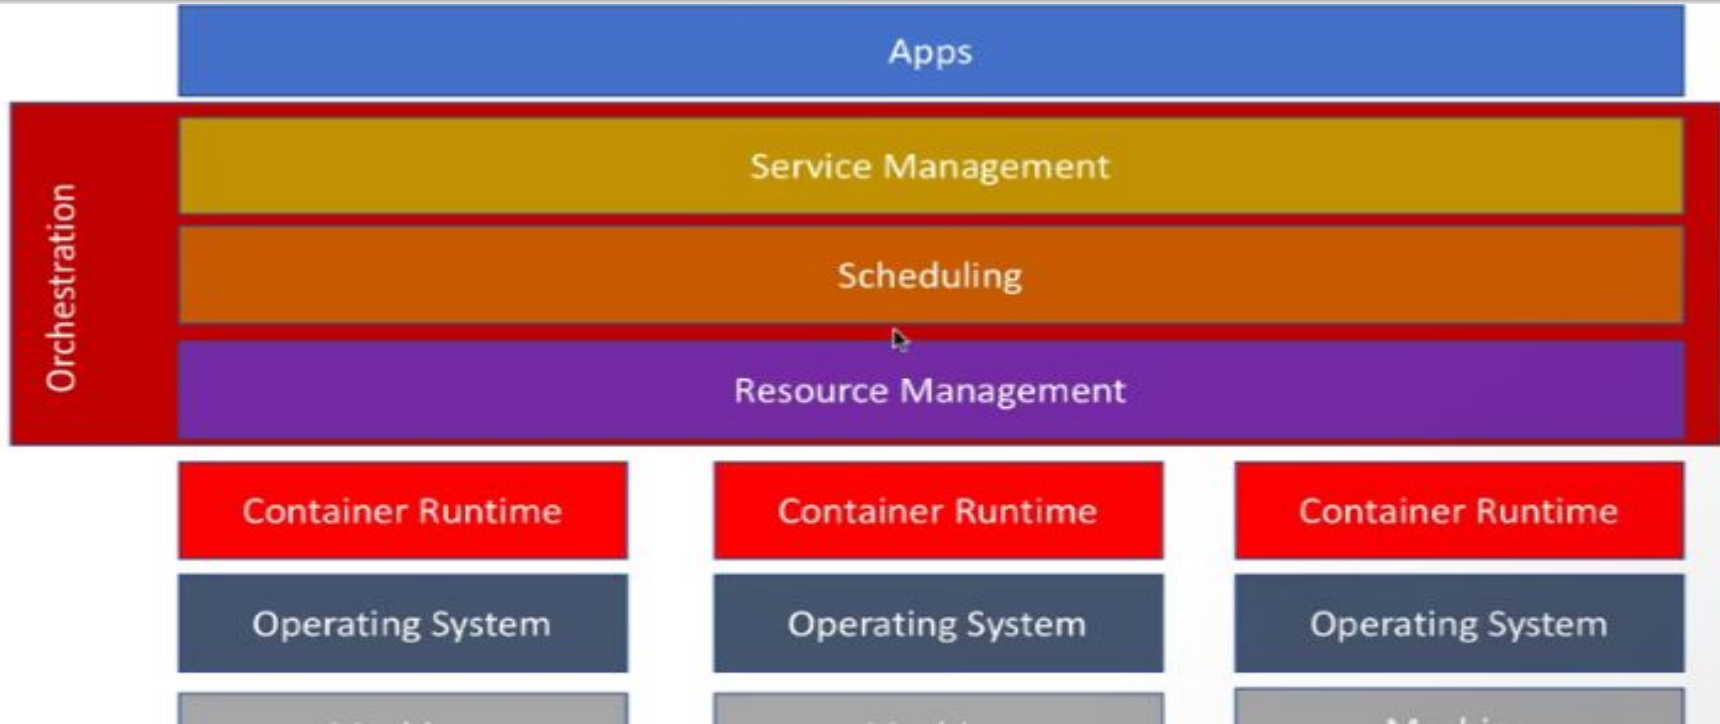 Apps
Orchestration
Service Management
Scheduling
Resource Management
Container Runtime
Container Runtime
Container Runtime
Operating System
Operating System
Operating System